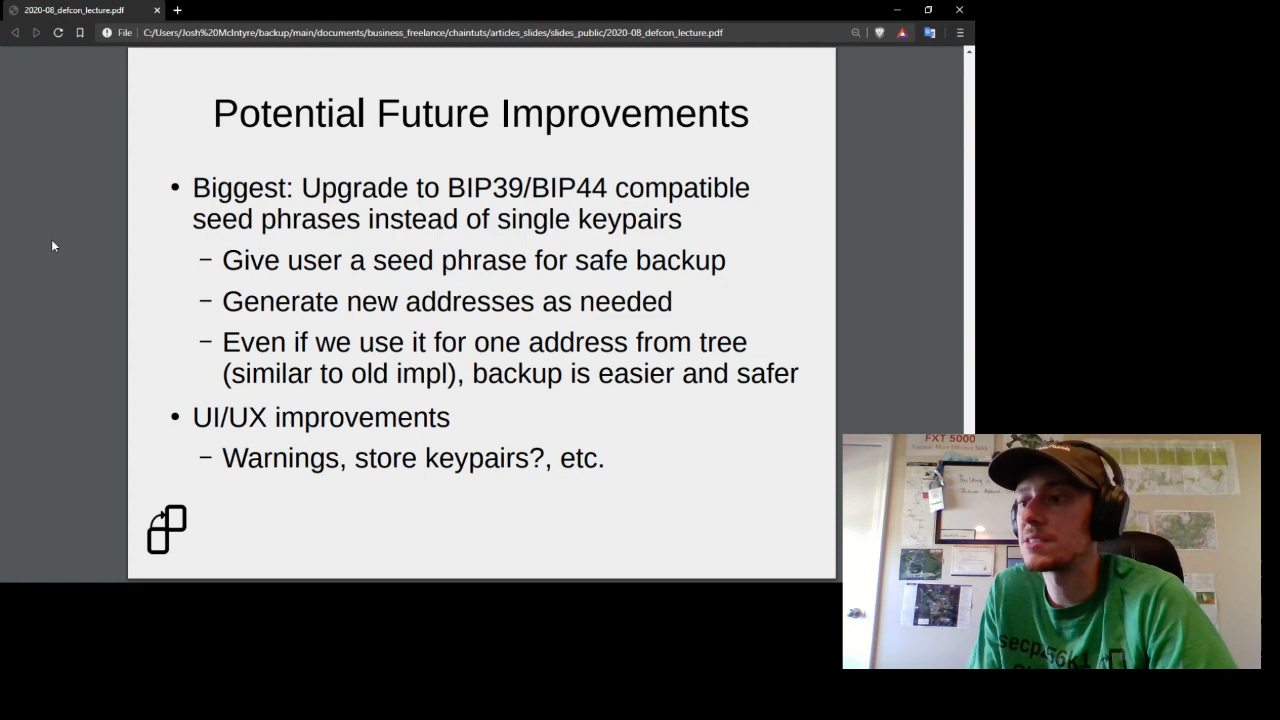 2020-08_defcon_lecture.pdf
File
C:/Users/Josh%20McIntyre/backup/main/documents/business_freelance/chaintuts/articles_slides/slides_public/2020-08_defcon_lecture.pdf
Potential Future Improvements
• Biggest: Upgrade to BIP39/BIP44 compatible
seed phrases instead of single keypairs
– Give user a seed phrase for safe backup
– Generate new addresses as needed
– Even if we use it for one address from tree
(similar to old impl), backup is easier and safer
• UI/UX improvements
– Warnings, store keypairs?, etc.
FXT 5000
secp256k1